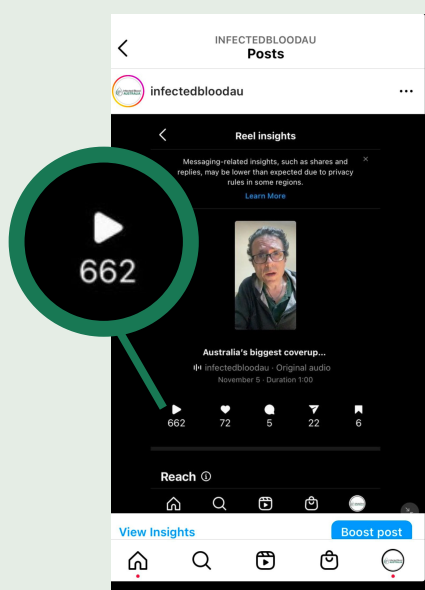 INFECTEDBLOODAU
Posts
infectedbloodau
Reel insights
Messaging-related insights, such as shares and
replies, may be lower than expected due to privacy
rules in some regions.
Learn More
662
Australia's biggest coverup...
infectedbloodau · Original audio
November 5 · Duration 1:00
662 72 5 22 6
Reach
View Insights
Boost post